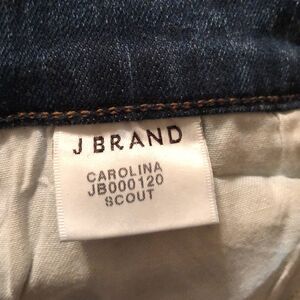 J BRAND
CAROLINA
JB000120
SCOUT